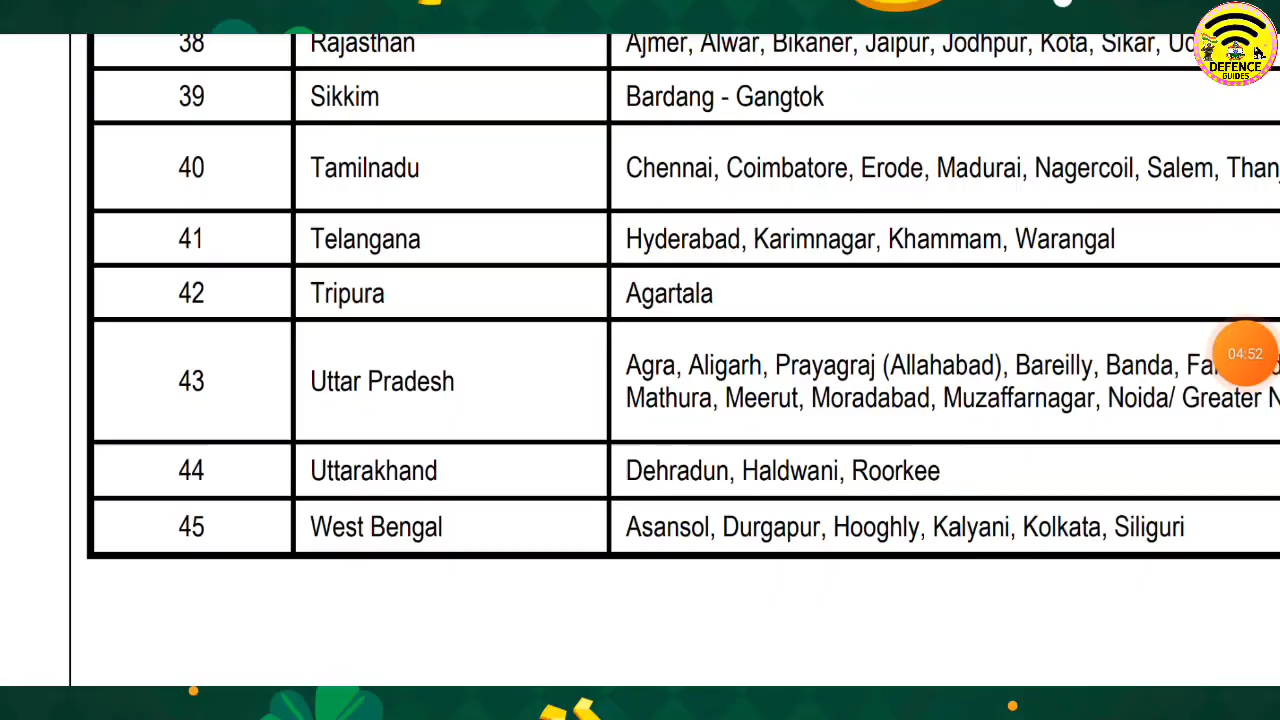 38 Rajasthan Ajmer, Alwar, Bikaner, Jaipur, Jodhpur, Kota, Sikar,
39 Sikkim Bardang - Gangtok
40 Tamilnadu Chennai, Coimbatore, Erode, Madurai, Nagercoil, Salem,
41 Telangana Hyderabad, Karimnagar, Khammam, Warangal
42 Tripura Agartala
43 Uttar Pradesh Agra, Aligarh, Prayagraj (Allahabad), Bareilly, Banda,
Mathura, Meerut, Moradabad, Muzaffarnagar, Noida/ Greater
44 Uttarakhand Dehradun, Haldwani, Roorkee
45 West Bengal Asansol, Durgapur, Hooghly, Kalyani, Kolkata, Siliguri
DEFENCE
GUIDES
04:52